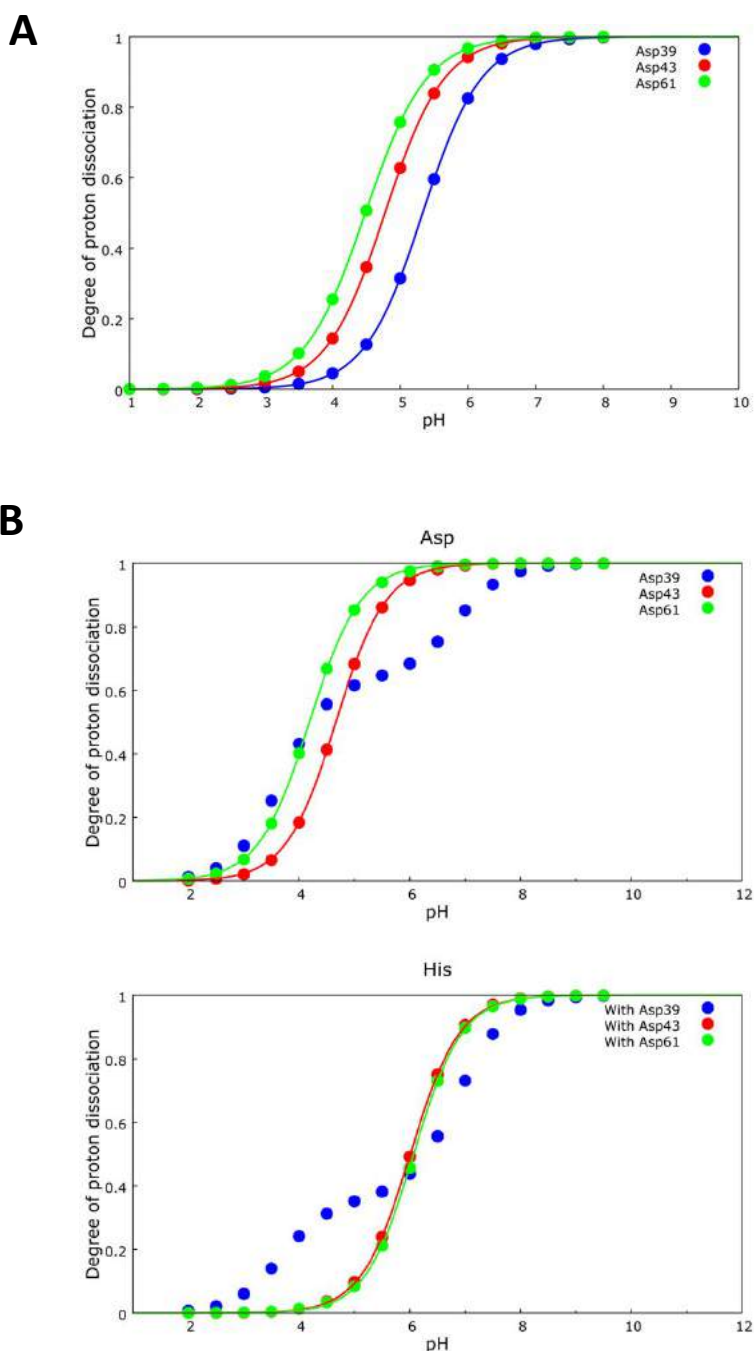 A
Degree of proton dissociation
1
0.8
0.6
0.4
0.2
0
Asp39
Asp43
Asp61
1 2 3 4 5 6 7 8 9 10
pH
B
Asp
Degree of proton dissociation
1
0.8
0.6
0.4
0.2
0
Asp39
Asp43
Asp61
2 4 6 8 10 12
pH
His
Degree of proton dissociation
1
0.8
0.6
0.4
0.2
0
With Asp39
With Asp43
With Asp61
2 4 6 8 10 12
pH